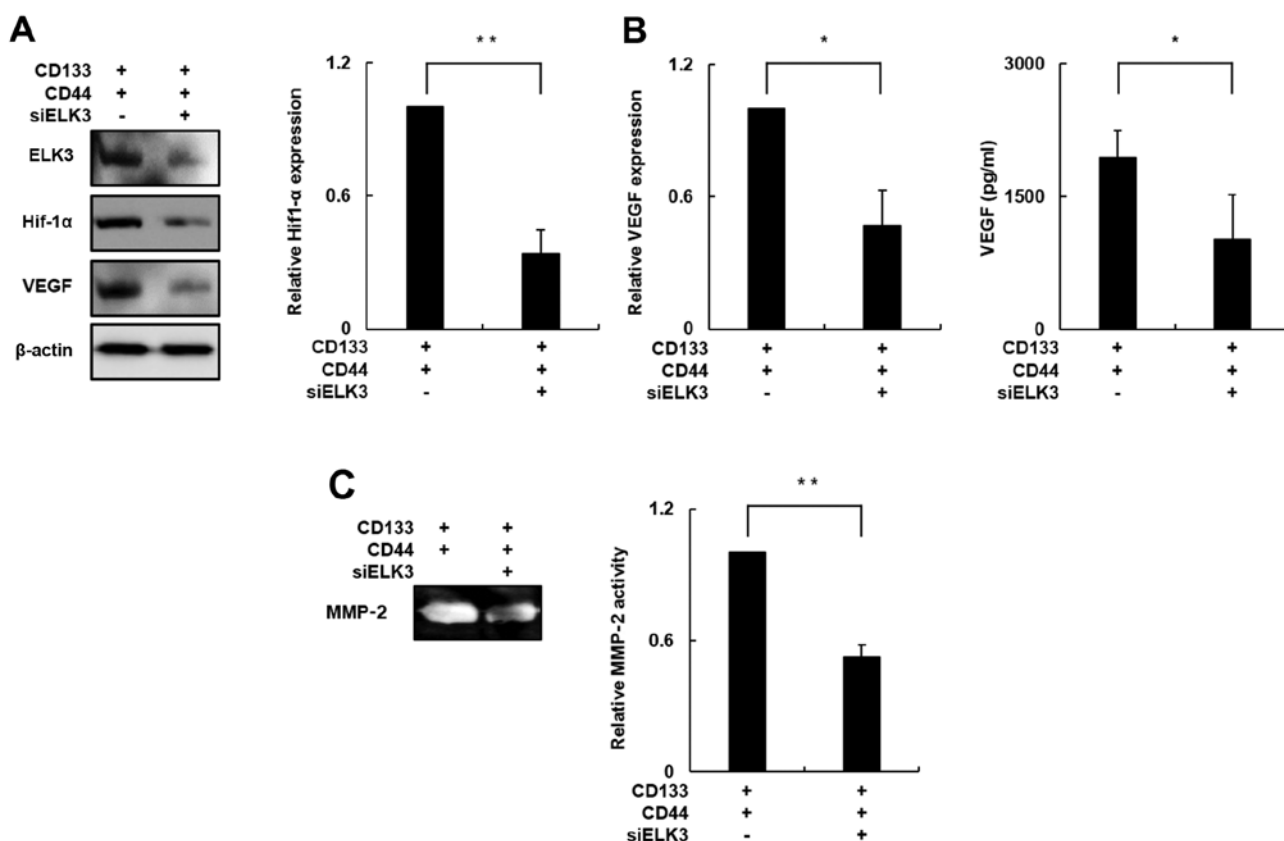 A
CD133 + +
CD44 + +
siELK3 - +
ELK3
Hif-1α
VEGF
β-actin
Relative Hif1-α expression
1.2
0.6
0
* *
CD133 + +
CD44 + +
siELK3 - +
B
Relative VEGF expression
1.2
0.6
0
*
CD133 + +
CD44 + +
siELK3 - +
VEGF (pg/ml)
3000
1500
0
*
CD133 + +
CD44 + +
siELK3 - +
C
CD133 + +
CD44 + +
siELK3 +
MMP-2
Relative MMP-2 activity
1.2
0.6
0
* *
CD133 + +
CD44 + +
siELK3 - +